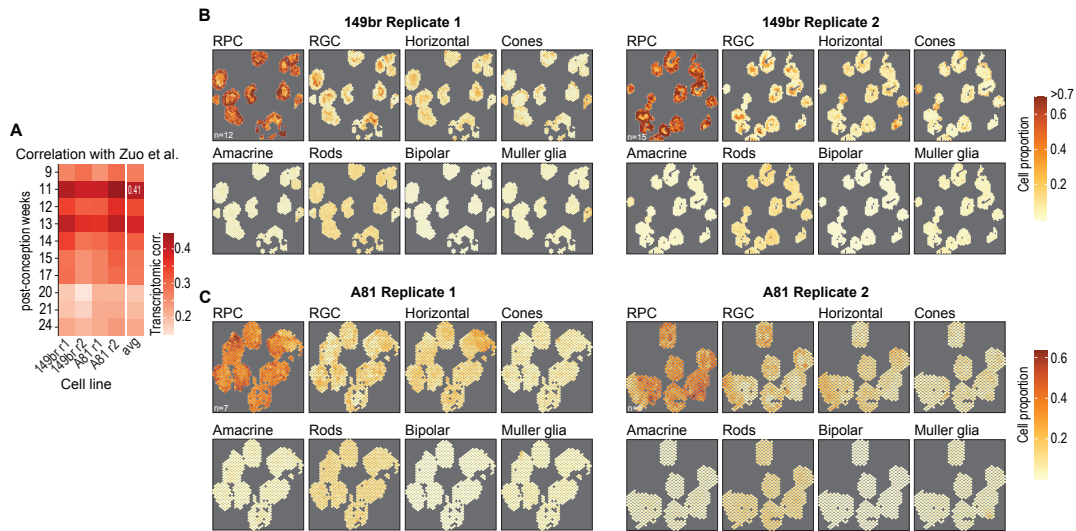 A
Correlation with Zuo et al.
post-conception weeks
9
11
12
13
14
15
17
20
21
24
0.41
149br r1
149br r2
A81 r1
A81 r2
avg
Cell line
Transcriptomic corr.
0.4
0.3
0.2
B
149br Replicate 1
RPC
RGC
Horizontal
Cones
n=12
Amacrine
Rods
Bipolar
Muller glia
149br Replicate 2
RPC
RGC
Horizontal
Cones
n=15
Amacrine
Rods
Bipolar
Muller glia
Cell proportion
>0.7
0.6
0.4
0.2
C
A81 Replicate 1
RPC
RGC
Horizontal
Cones
n=7
Amacrine
Rods
Bipolar
Muller glia
A81 Replicate 2
RPC
RGC
Horizontal
Cones
Amacrine
Rods
Bipolar
Muller glia
Cell proportion
0.6
0.4
0.2